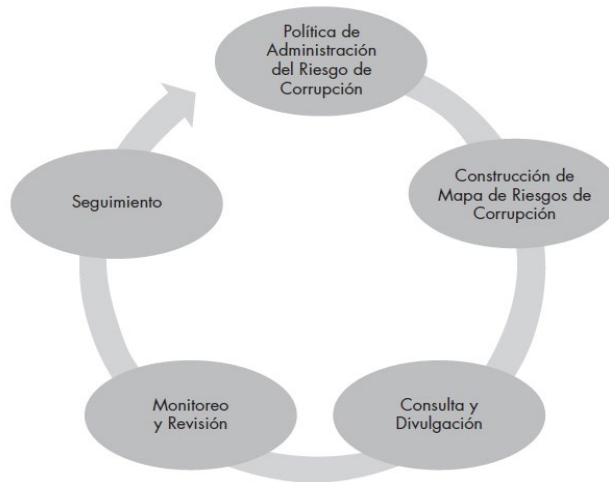 Política de
Administración
del Riesgo de
Corrupción
Construcción de
Mapa de Riesgos de
Corrupción
Consulta y
Divulgación
Monitoreo
y Revisión
Seguimiento